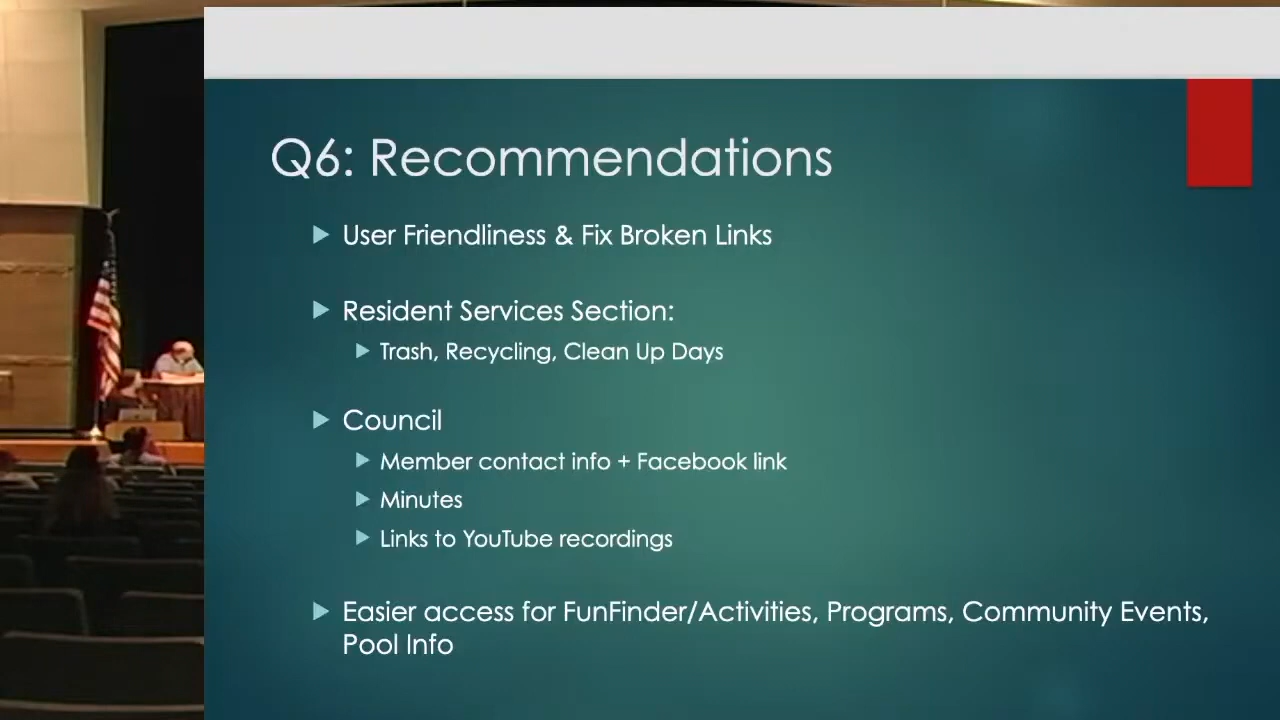 Q6: Recommendations
User Friendliness & Fix Broken Links
Resident Services Section:
Trash, Recycling, Clean Up Days
Council
Member contact info + Facebook link
Minutes
Links to YouTube recordings
Easier access for FunFinder/Activities, Programs, Community Events,
Pool Info